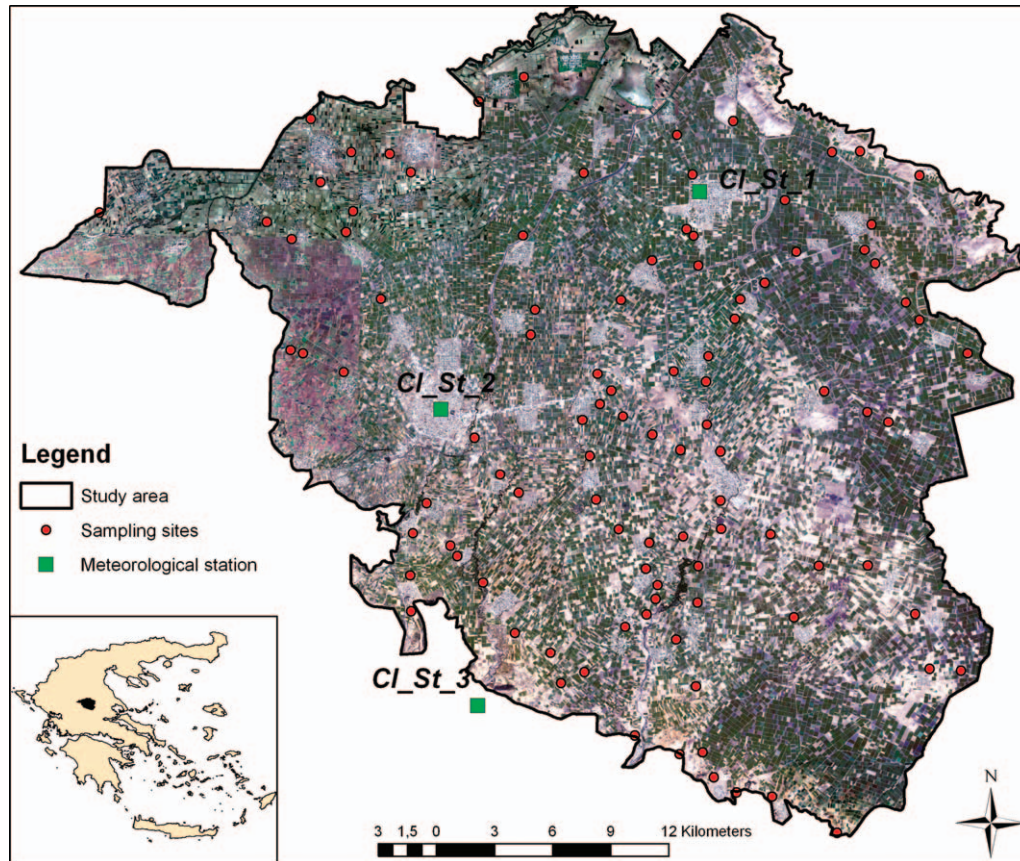 Cl_St_1
Cl_St_2
Legend
Study area
Sampling sites
Meteorological station
Cl_St_3
N
3 1,5 0 3 6 9 12 Kilometers